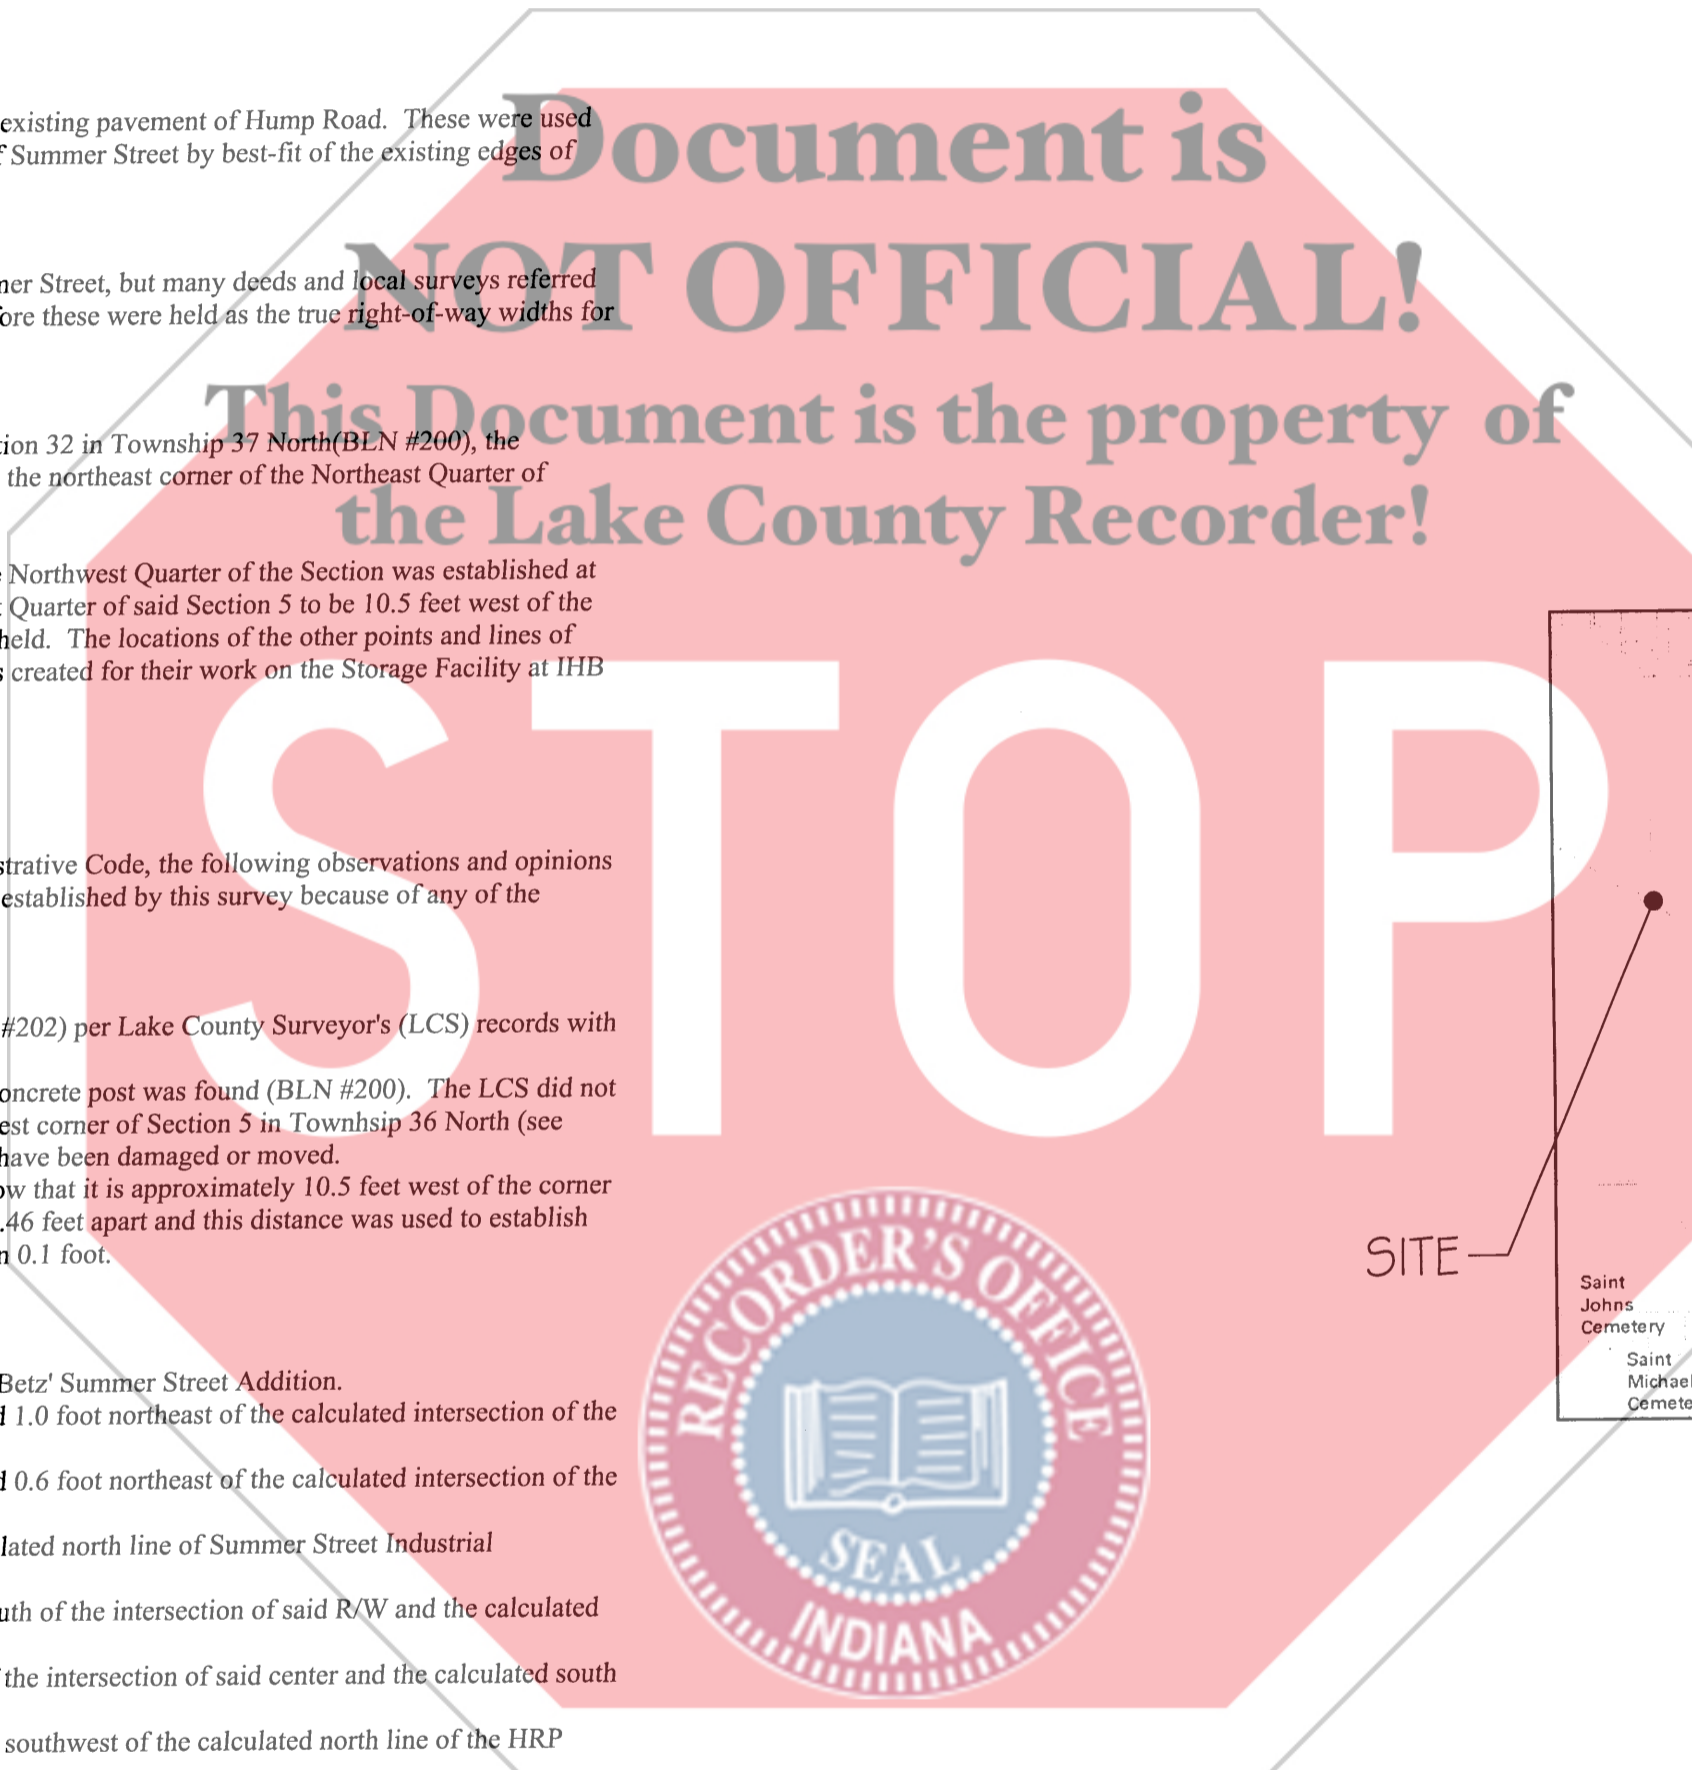 existing pavement of Hump Road. These were used
Summer Street by best-fit of the existing edges of
Street, but many deeds and local surveys referred
these were held as the true right-of-way widths for
32 in Township 37 North(BLN #200), the
the northeast corner of the Northeast Quarter of
Northwest Quarter of the Section was established at
Quarter of said Section 5 to be 10.5 feet west of the
held. The locations of the other points and lines of
created for their work on the Storage Facility at IHB
Code, the following observations and opinions
established by this survey because of any of the
#202) per Lake County Surveyor's (LCS) records with
post was found (BLN #200). The LCS did not
corner of Section 5 in Townhsip 36 North (see
have been damaged or moved.
that it is approximately 10.5 feet west of the corner
.46 feet apart and this distance was used to establish
0.1 foot.
Betz' Summer Street Addition.
1.0 foot northeast of the calculated intersection of the
0.6 foot northeast of the calculated intersection of the
north line of Summer Street Industrial
of the intersection of said R/W and the calculated
the intersection of said center and the calculated south
southwest of the calculated north line of the HRP
Document is
NOT OFFICIAL!
This Document is the property of
the Lake County Recorder!
STOP
RECORDER'S OFFICE
SEAL
INDIANA
SITE
Saint
Johns
Cemetery
Saint
Michael